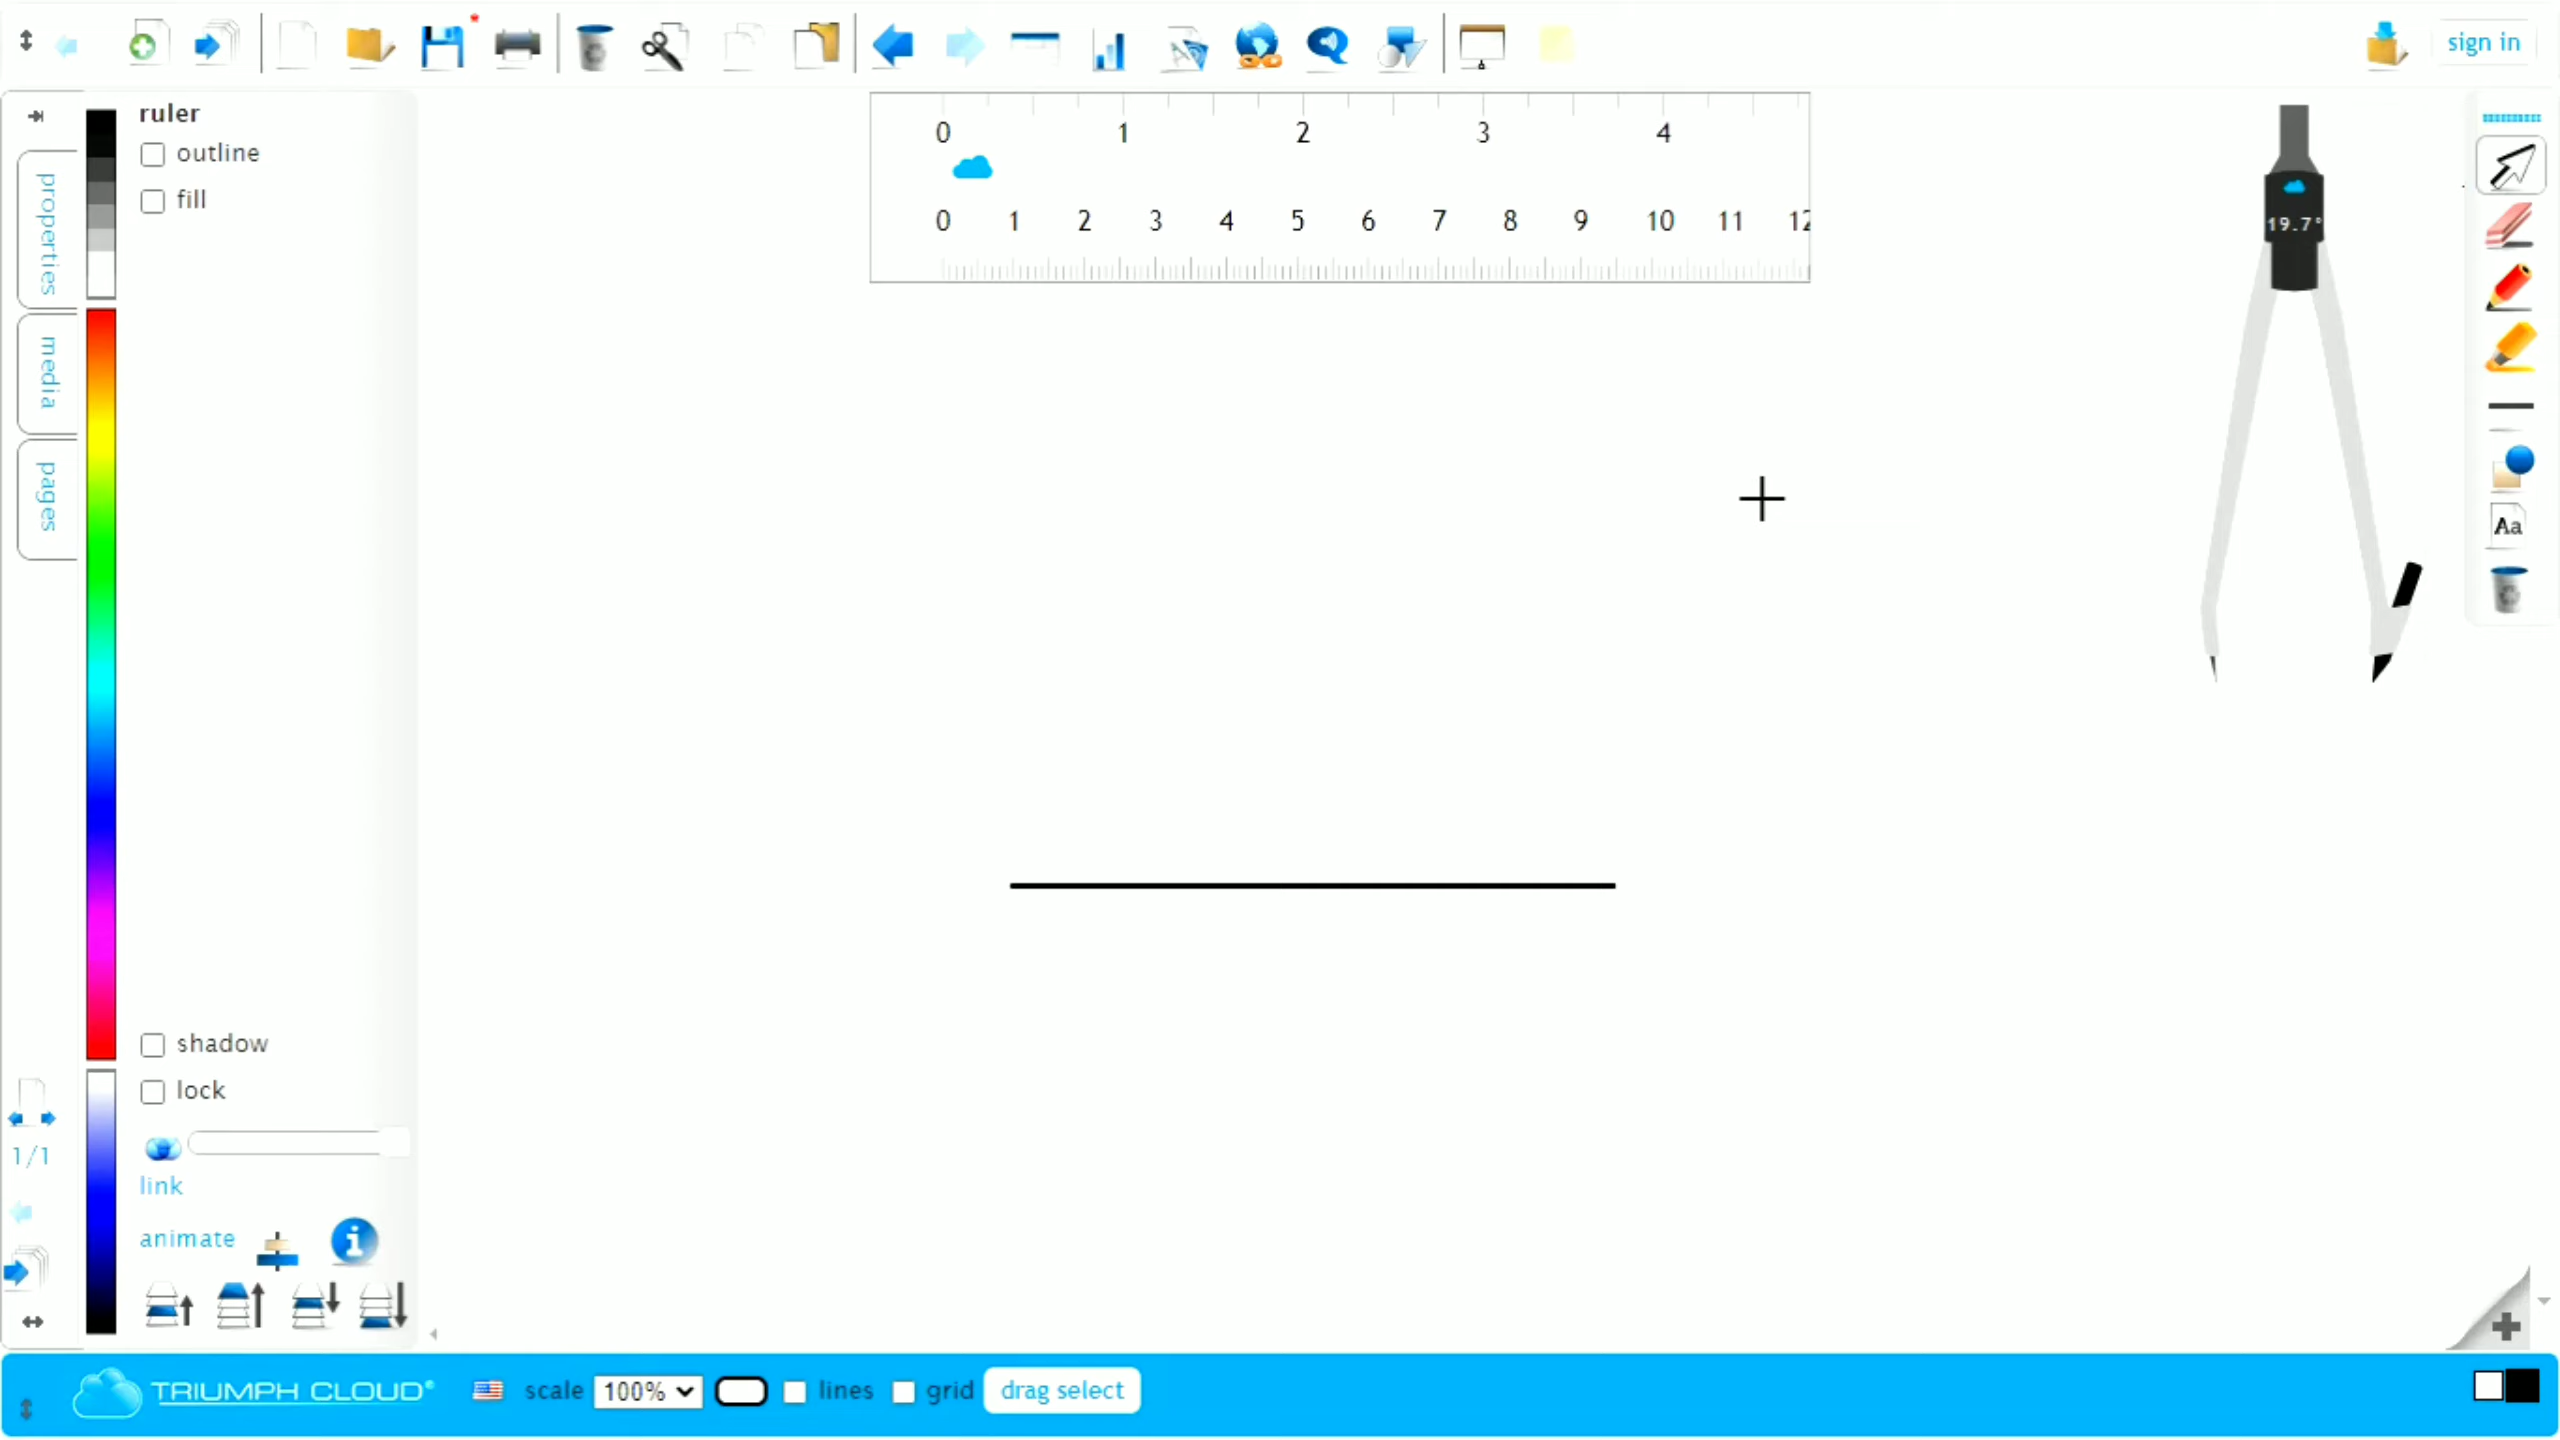 sign in
ruler
outline
fill
properties
media
pages
0 1 2 3 4
0 1 2 3 4 5 6 7 8 9 10 11 12
19.7°
Aa
shadow
lock
1/1
link
animate
TRIUMPH CLOUD®
scale 100% lines grid drag select